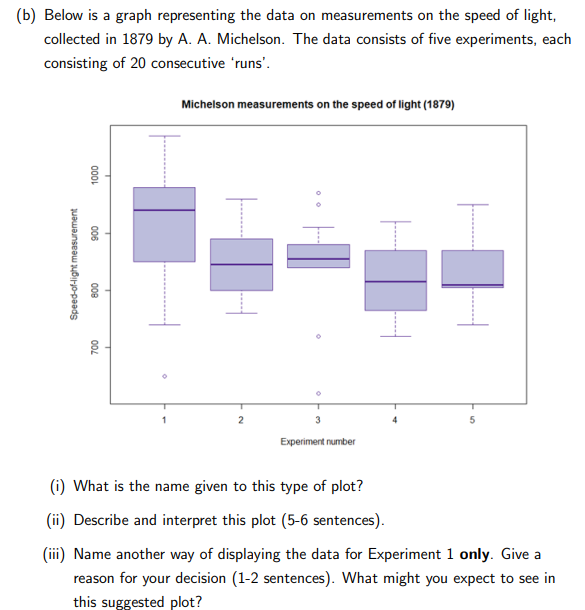 (b) Below is a graph representing the data on measurements on the speed of light,
collected in 1879 by A. A. Michelson. The data consists of five experiments, each
consisting of 20 consecutive ‘runs’.
Michelson measurements on the speed of light (1879)
Speed-of-light measurement
1000
900
800
700
1 2 3 4 5
Experiment number
(i) What is the name given to this type of plot?
(ii) Describe and interpret this plot (5-6 sentences).
(iii) Name another way of displaying the data for Experiment 1 only. Give a
reason for your decision (1-2 sentences). What might you expect to see in
this suggested plot?